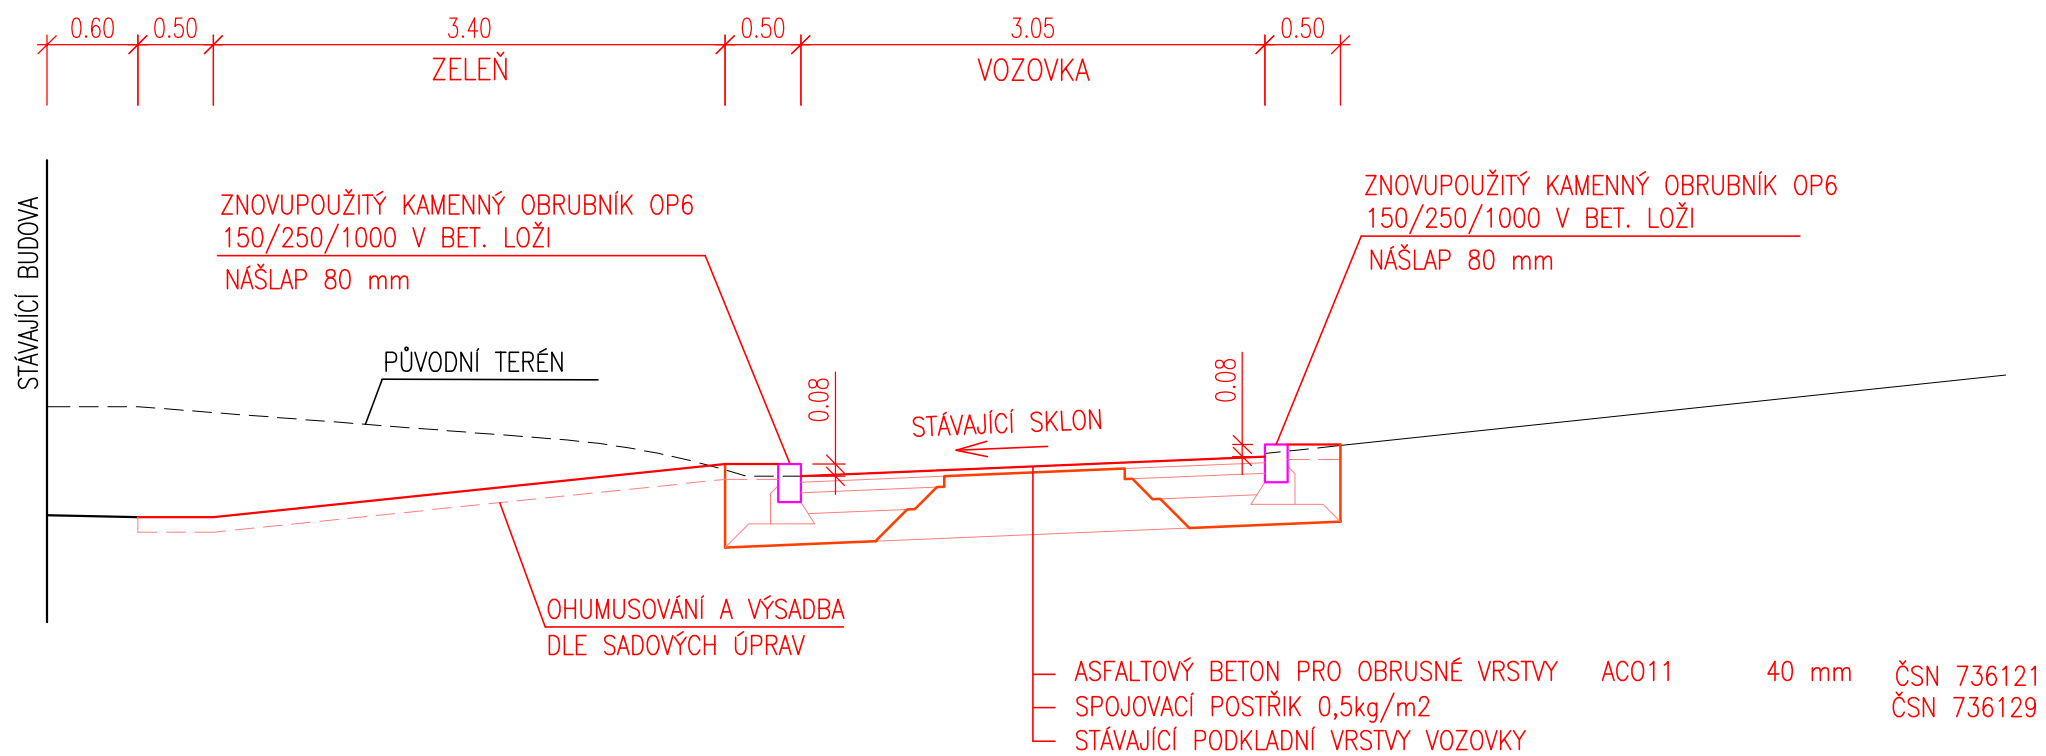 0.60 0.50 3.40 0.50 3.05 0.50
ZELEŇ VOZOVKA
STÁVAJÍCÍ BUDOVA
ZNOVUPOUŽITÝ KAMENNÝ OBRUBNÍK OP6
150/250/1000 V BET. LOŽI
NÁŠLAP 80 mm
ZNOVUPOUŽITÝ KAMENNÝ OBRUBNÍK OP6
150/250/1000 V BET. LOŽI
NÁŠLAP 80 mm
PŮVODNÍ TERÉN
0.08
STÁVAJÍCÍ SKLON
0.08
OHUMUSOVÁNÍ A VÝSADBA
DLE SADOVÝCH ÚPRAV
ASFALTOVÝ BETON PRO OBRUSNÉ VRSTVY ACO11 40 mm ČSN 736121
SPOJOVACÍ POSTŘIK 0,5kg/m2 ČSN 736129
STÁVAJÍCÍ PODKLADNÍ VRSTVY VOZOVKY